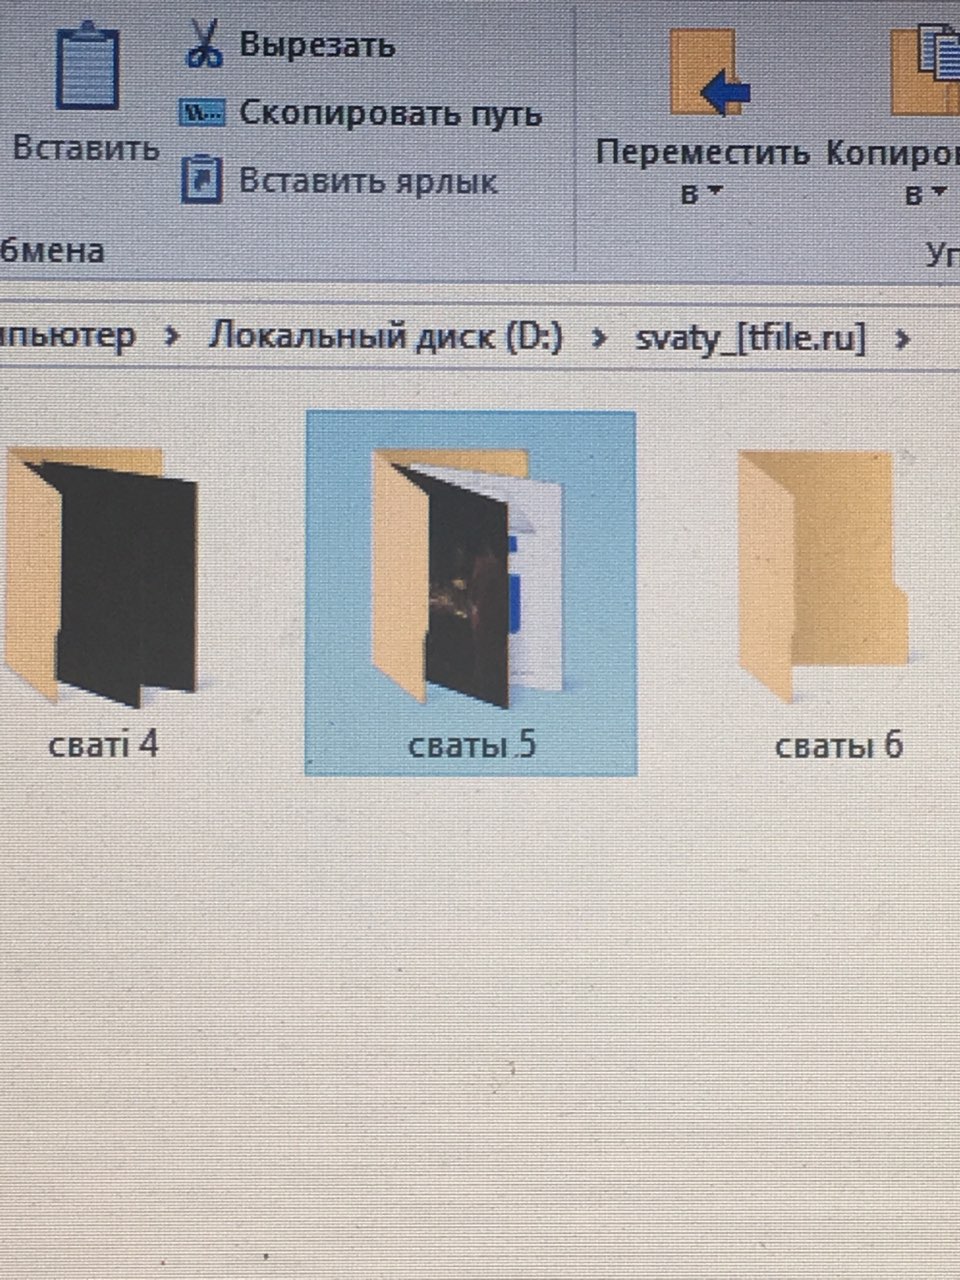 Вырезать
Скопировать путь
Вставить
Вставить ярлык
Переместить в
Копиров
в
бмена
Уп
мпьютер > Локальный диск (D:) > svaty_[tfile.ru] >
сваті 4
сваты 5
сваты 6